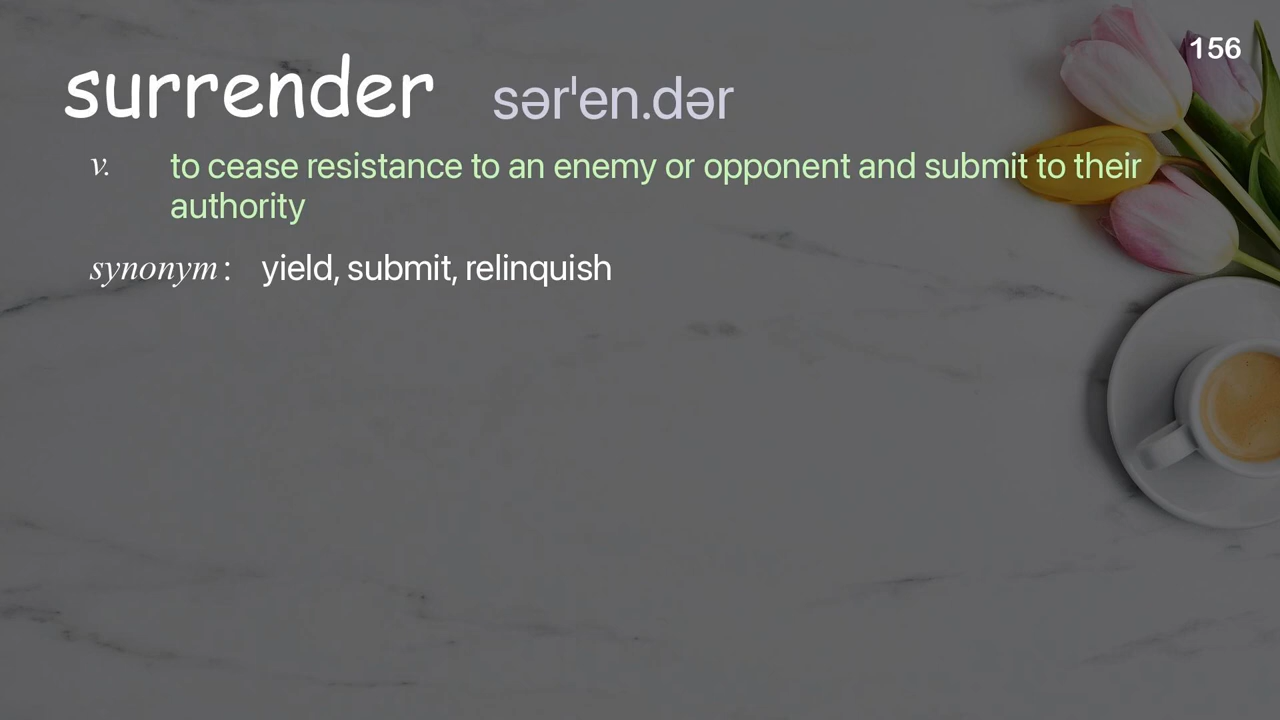 156
surrender sərˈen.dər
v. to cease resistance to an enemy or opponent and submit to their
authority
synonym: yield, submit, relinquish